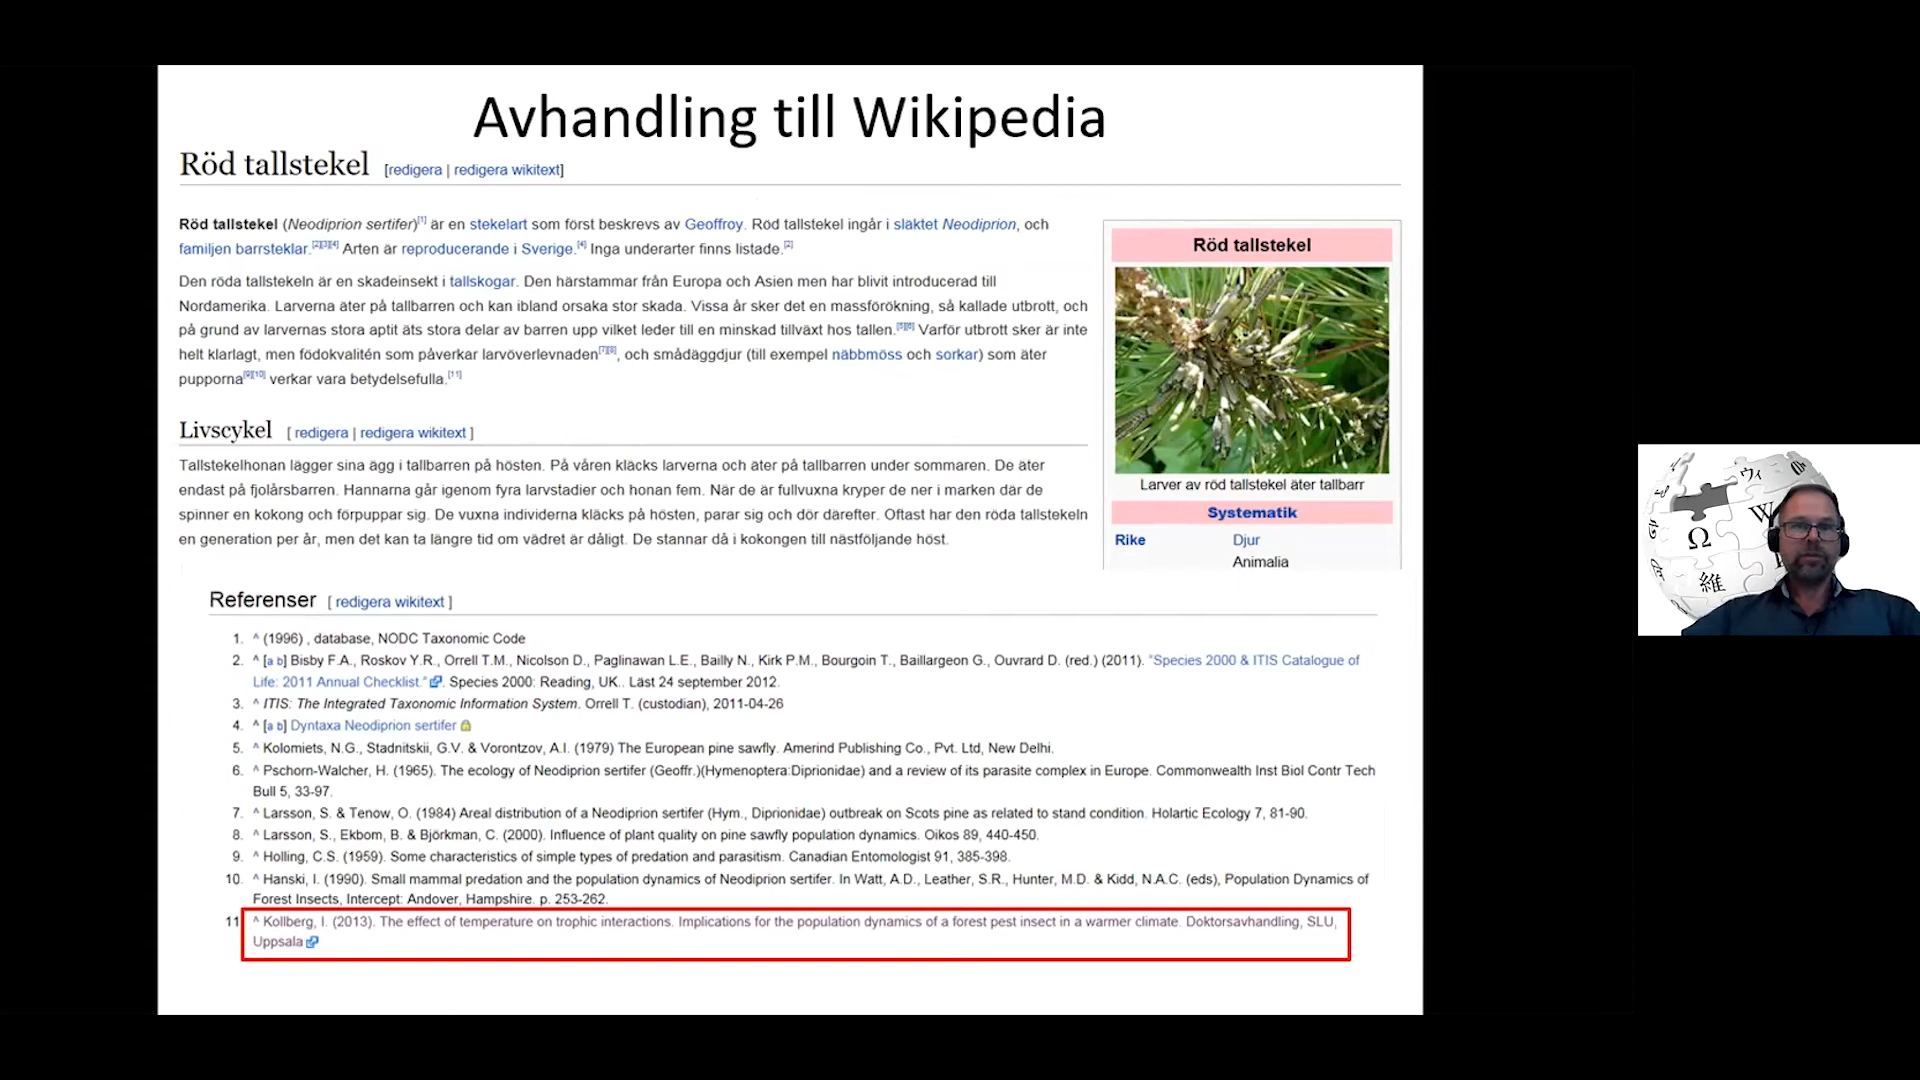 Avhandling till Wikipedia
Röd tallstekel [redigera | redigera wikitext]
Röd tallstekel (Neodiprion sertifer)[1] är en stekelart som först beskrevs av Geoffroy. Röd tallstekel ingår i släktet Neodiprion, och
familjen barrsteklar.[2][3][4] Arten är reproducerande i Sverige.[4] Inga underarter finns listade.[2]
Den röda tallstekeln är en skadeinsekt i tallskogar. Den härstammar från Europa och Asien men har blivit introducerad till
Nordamerika. Larverna äter på tallbarren och kan ibland orsaka stor skada. Vissa år sker det en massförökning, så kallade utbrott, och
på grund av larvernas stora aptit äts stora delar av barren upp vilket leder till en minskad tillväxt hos tallen.[5][6] Varför utbrott sker är inte
helt klarlagt, men födokvalitén som påverkar larvöverlevnaden[7][8], och smådäggdjur (till exempel näbbmöss och sorkar) som äter
pupporna[9][10] verkar vara betydelsefulla.[11]
Röd tallstekel
Larver av röd tallstekel äter tallbarr
Systematik
Rike Djur
Animalia
Livscykel [ redigera | redigera wikitext ]
Tallstekelhonan lägger sina ägg i tallbarren på hösten. På våren kläcks larverna och äter på tallbarren under sommaren. De äter
endast på fjolårsbarren. Hannarna går igenom fyra larvstadier och honan fem. När de är fullvuxna kryper de ner i marken där de
spinner en kokong och förpuppar sig. De vuxna individerna kläcks på hösten, parar sig och dör därefter. Oftast har den röda tallstekeln
en generation per år, men det kan ta längre tid om vädret är dåligt. De stannar då i kokongen till nästföljande höst.
Referenser [ redigera wikitext ]
1. ^ (1996) , database, NODC Taxonomic Code
2. ^ [a b] Bisby F.A., Roskov Y.R., Orrell T.M., Nicolson D., Paglinawan L.E., Bailly N., Kirk P.M., Bourgoin T., Baillargeon G., Ouvrard D. (red.) (2011). "Species 2000 & ITIS Catalogue of
Life: 2011 Annual Checklist." . Species 2000: Reading, UK.. Läst 24 september 2012.
3. ^ ITIS: The Integrated Taxonomic Information System. Orrell T. (custodian), 2011-04-26
4. ^ [a b] Dyntaxa Neodiprion sertifer
5. ^ Kolomiets, N.G., Stadnitskii, G.V. & Vorontzov, A.I. (1979) The European pine sawfly. Amerind Publishing Co., Pvt. Ltd, New Delhi.
6. ^ Pschorn-Walcher, H. (1965). The ecology of Neodiprion sertifer (Geoffr.)(Hymenoptera:Diprionidae) and a review of its parasite complex in Europe. Commonwealth Inst Biol Contr Tech
Bull 5, 33-97.
7. ^ Larsson, S. & Tenow, O. (1984) Areal distribution of a Neodiprion sertifer (Hym., Diprionidae) outbreak on Scots pine as related to stand condition. Holartic Ecology 7, 81-90.
8. ^ Larsson, S., Ekbom, B. & Björkman, C. (2000). Influence of plant quality on pine sawfly population dynamics. Oikos 89, 440-450.
9. ^ Holling, C.S. (1959). Some characteristics of simple types of predation and parasitism. Canadian Entomologist 91, 385-398.
10. ^ Hanski, I. (1990). Small mammal predation and the population dynamics of Neodiprion sertifer. In Watt, A.D., Leather, S.R., Hunter, M.D. & Kidd, N.A.C. (eds), Population Dynamics of
Forest Insects, Intercept: Andover, Hampshire. p. 253-262.
11 ^ Kollberg, I. (2013). The effect of temperature on trophic interactions. Implications for the population dynamics of a forest pest insect in a warmer climate. Doktorsavhandling, SLU,
Uppsala
ウィ
W
Ω
維